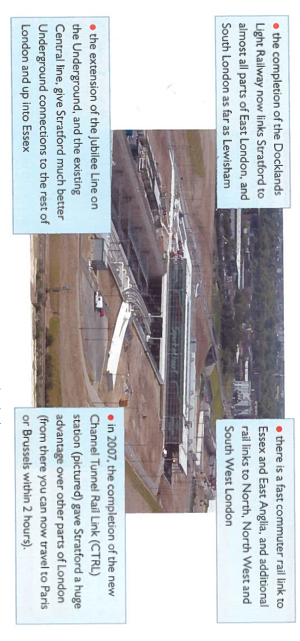 • the completion of the Docklands
Light Railway now links Stratford to
almost all parts of East London, and
South London as far as Lewisham
• there is a fast commuter rail link to
Essex and East Anglia, and additional
rail links to North, North West and
South West London
• the extension of the Jubilee Line on
the Underground, and the existing
Central line, give Stratford much better
Underground connections to the rest of
London and up into Essex
• in 2007, the completion of the new
Channel Tunnel Rail Link (CTRL)
station (pictured) gave Stratford a huge
advantage over other parts of London
(from there you can now travel to Paris
or Brussels within 2 hours).